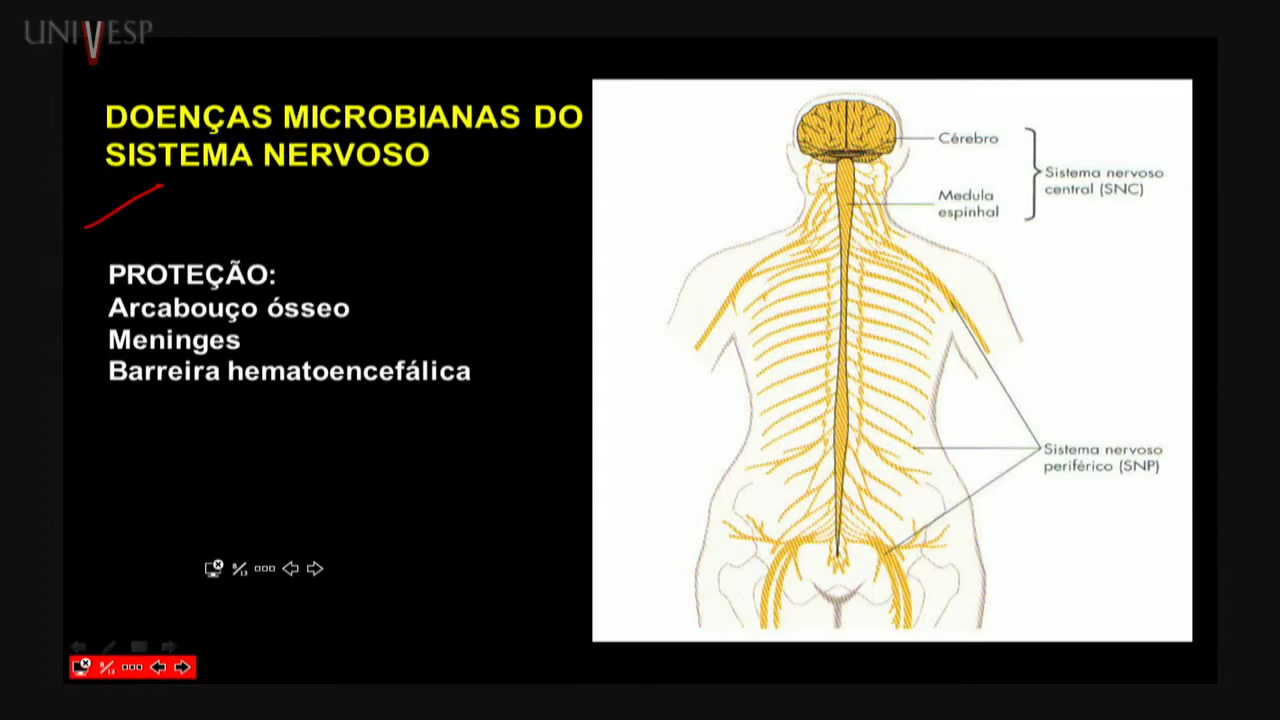 UNIVESP
DOENÇAS MICROBIANAS DO
SISTEMA NERVOSO
PROTEÇÃO:
Arcabouço ósseo
Meninges
Barreira hematoencefálica
Cérebro
Medula
espinhal
Sistema nervoso
central (SNC)
Sistema nervoso
periférico (SNP)